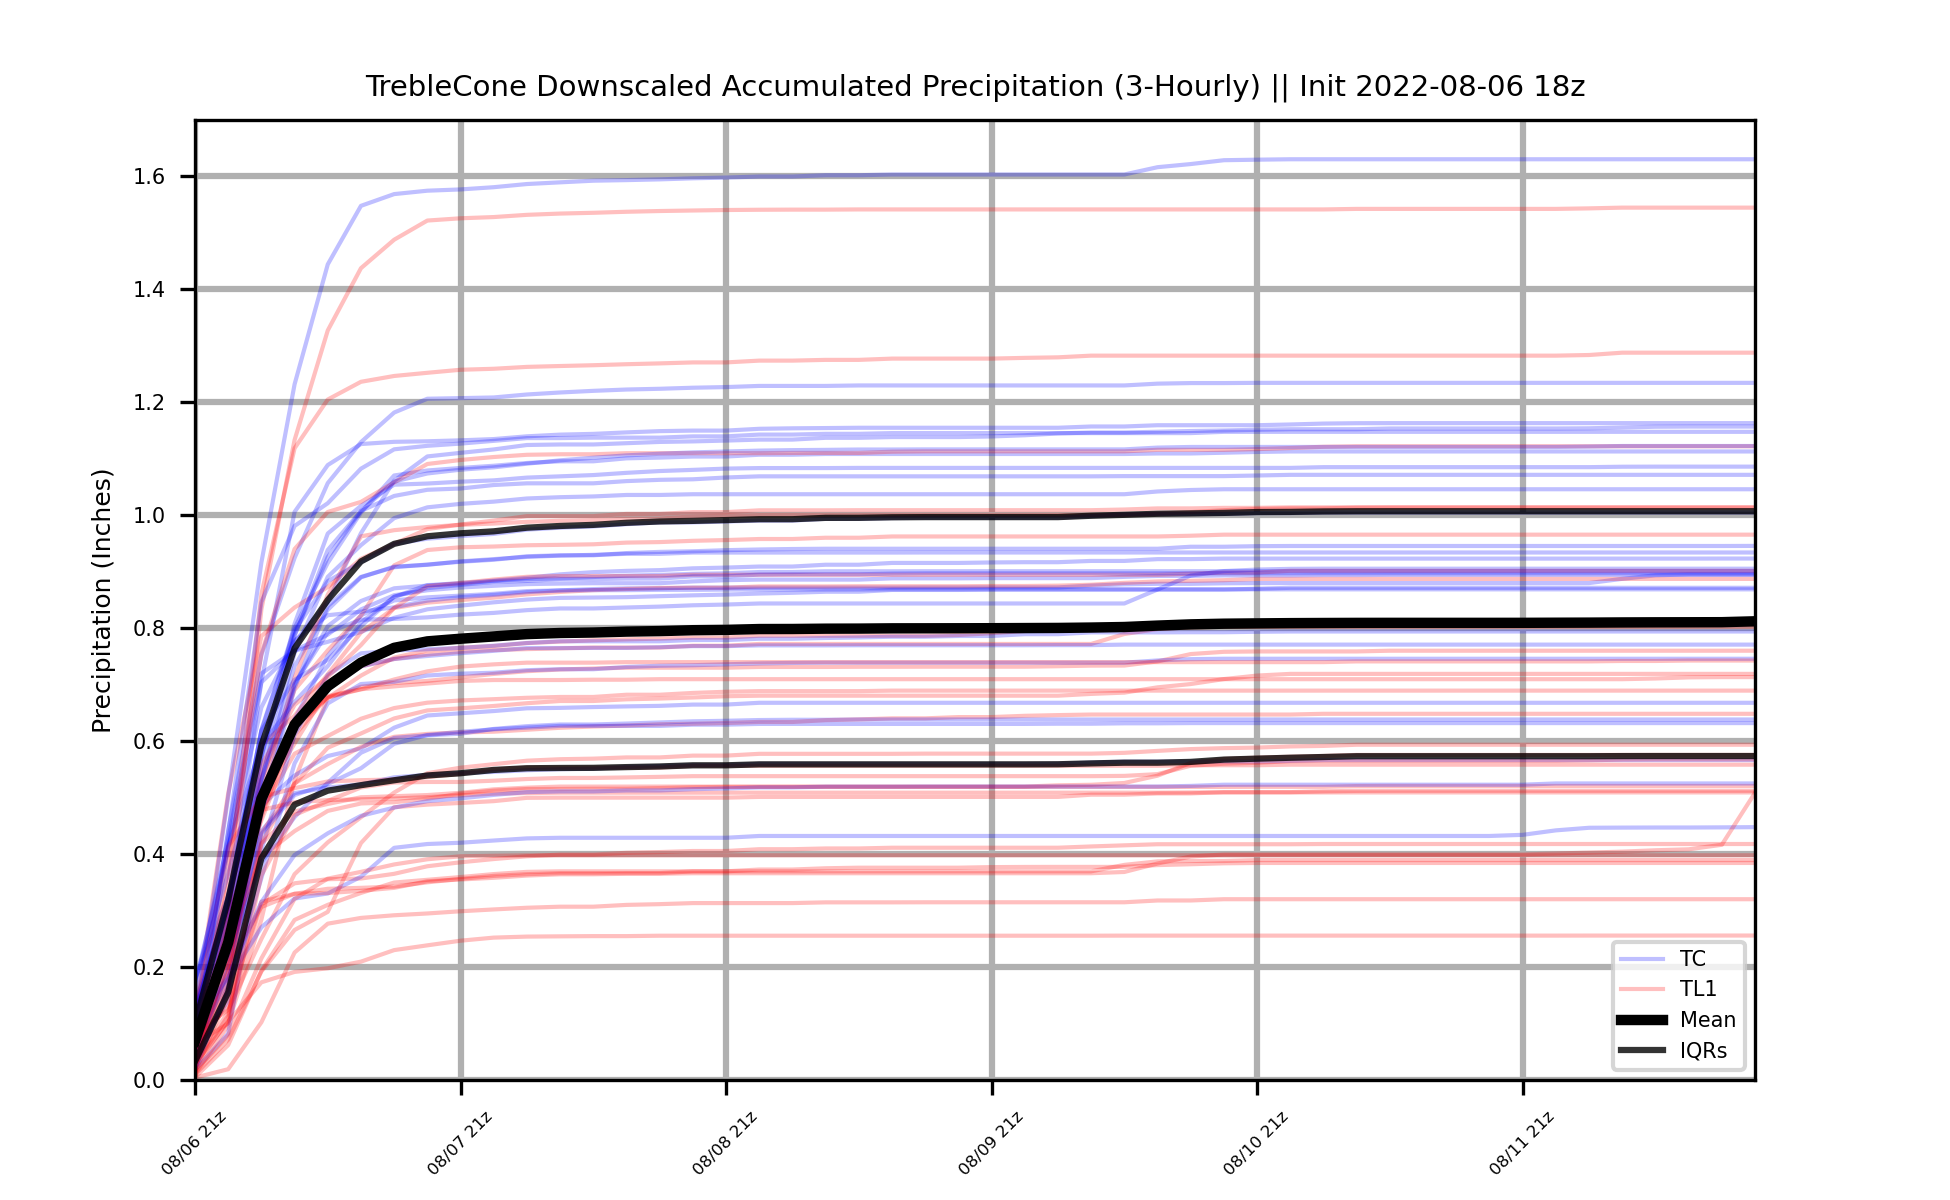 TrebleCone Downscaled Accumulated Precipitation (3-Hourly) || Init 2022-08-06 18z
Precipitation (Inches)
1.6
1.4
1.2
1.0
0.8
0.6
0.4
0.2
0.0
08/06 21z
08/07 21z
08/08 21z
08/09 21z
08/10 21z
08/11 21z
TC
TL1
Mean
IQRs